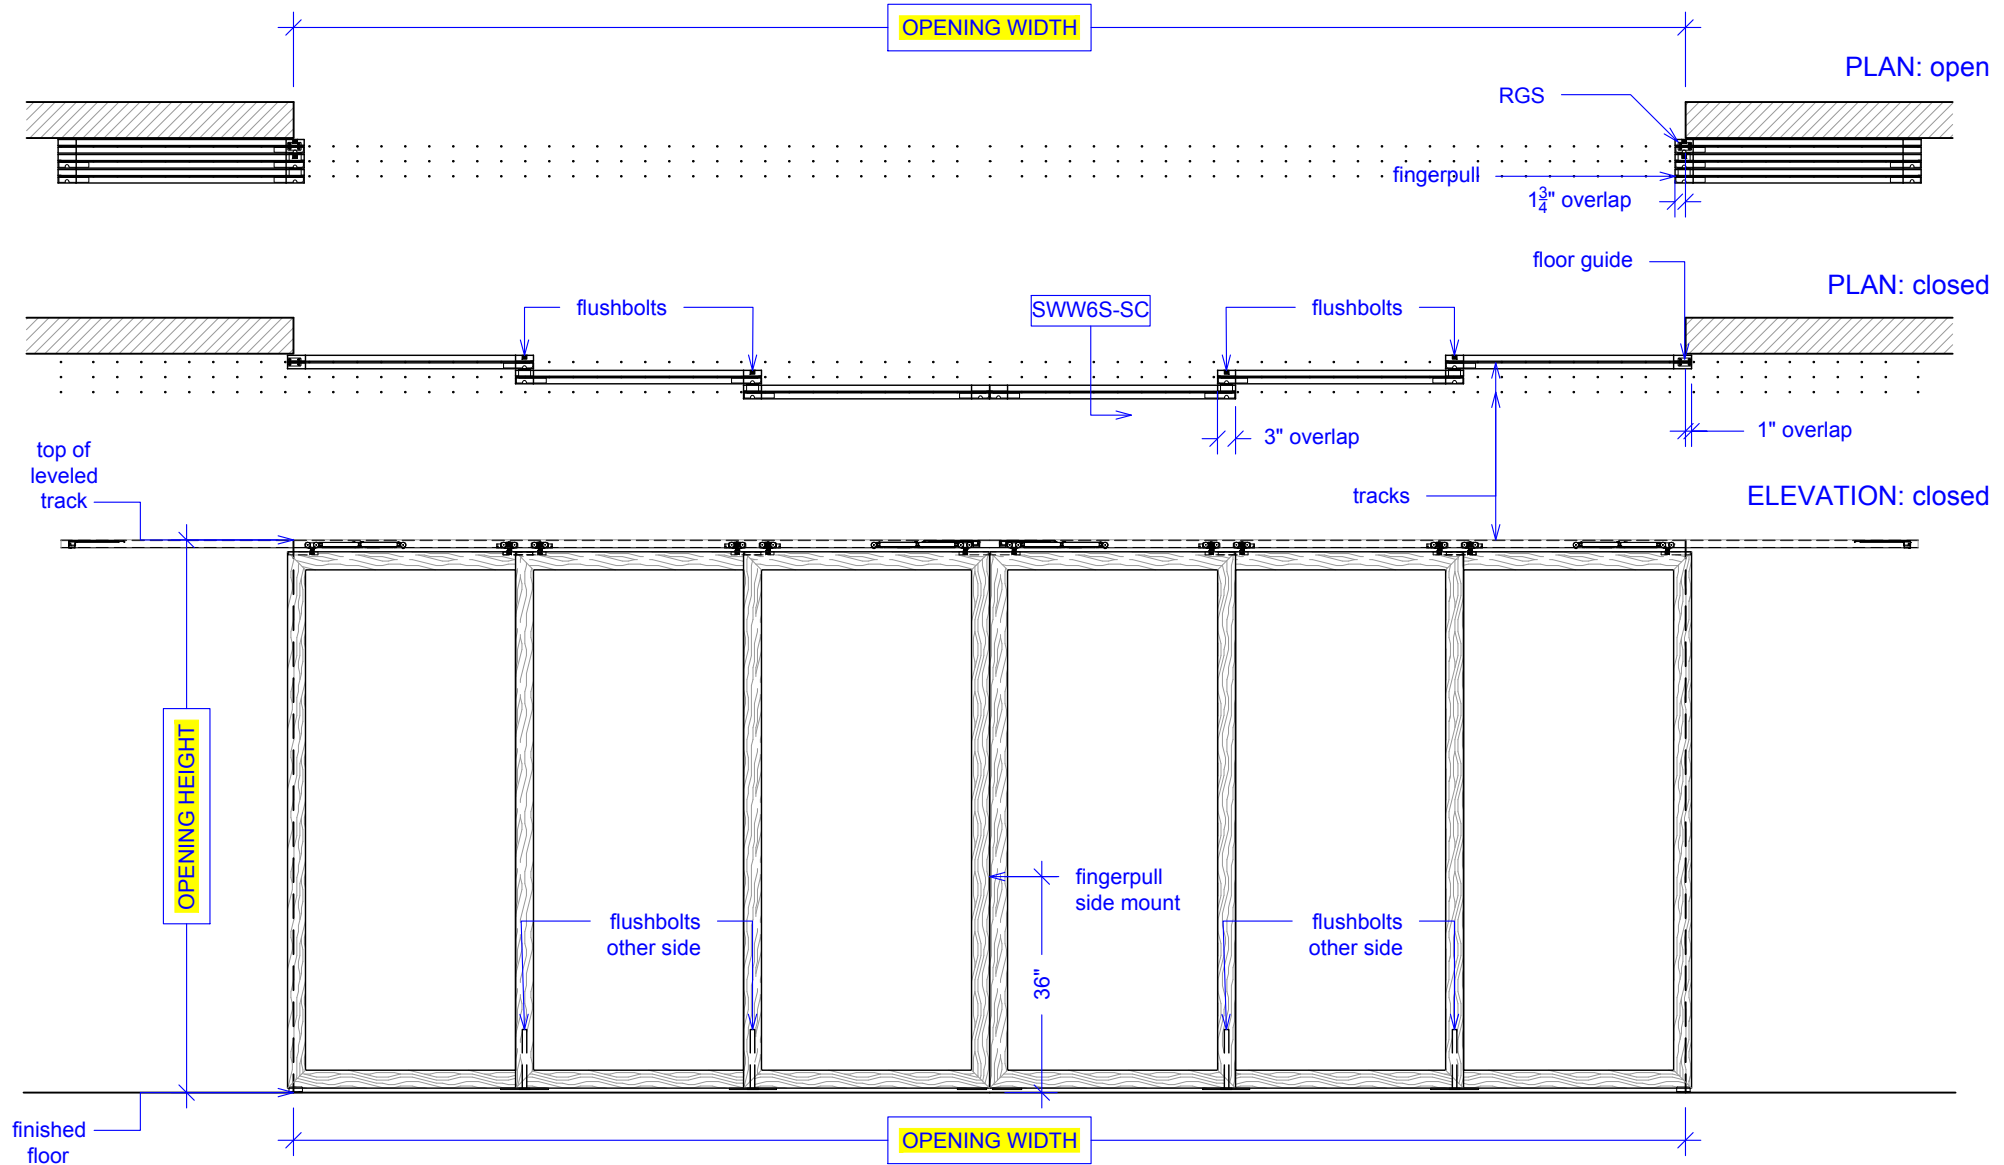 OPENING WIDTH
PLAN: open
RGS
fingerpull
1 3/4" overlap
floor guide
PLAN: closed
flushbolts
SWW6S-SC
flushbolts
3" overlap
1" overlap
top of
leveled
track
tracks
ELEVATION: closed
OPENING HEIGHT
fingerpull
side mount
flushbolts
other side
flushbolts
other side
36"
finished
floor
OPENING WIDTH